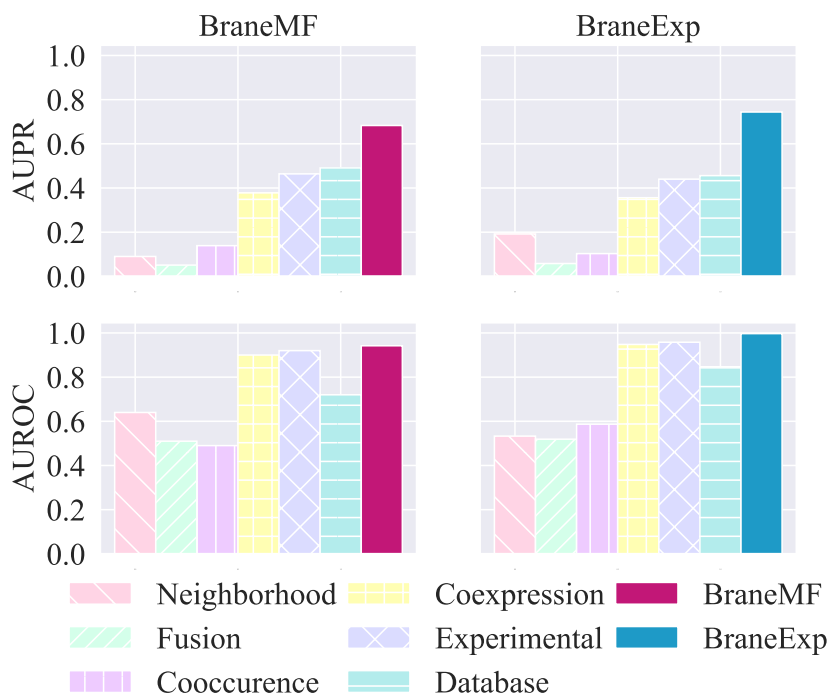 BraneMF BraneExp
AUPR
1.0
0.8
0.6
0.4
0.2
0.0
AUROC
1.0
0.8
0.6
0.4
0.2
0.0
Neighborhood Coexpression BraneMF
Fusion Experimental BraneExp
Cooccurence Database